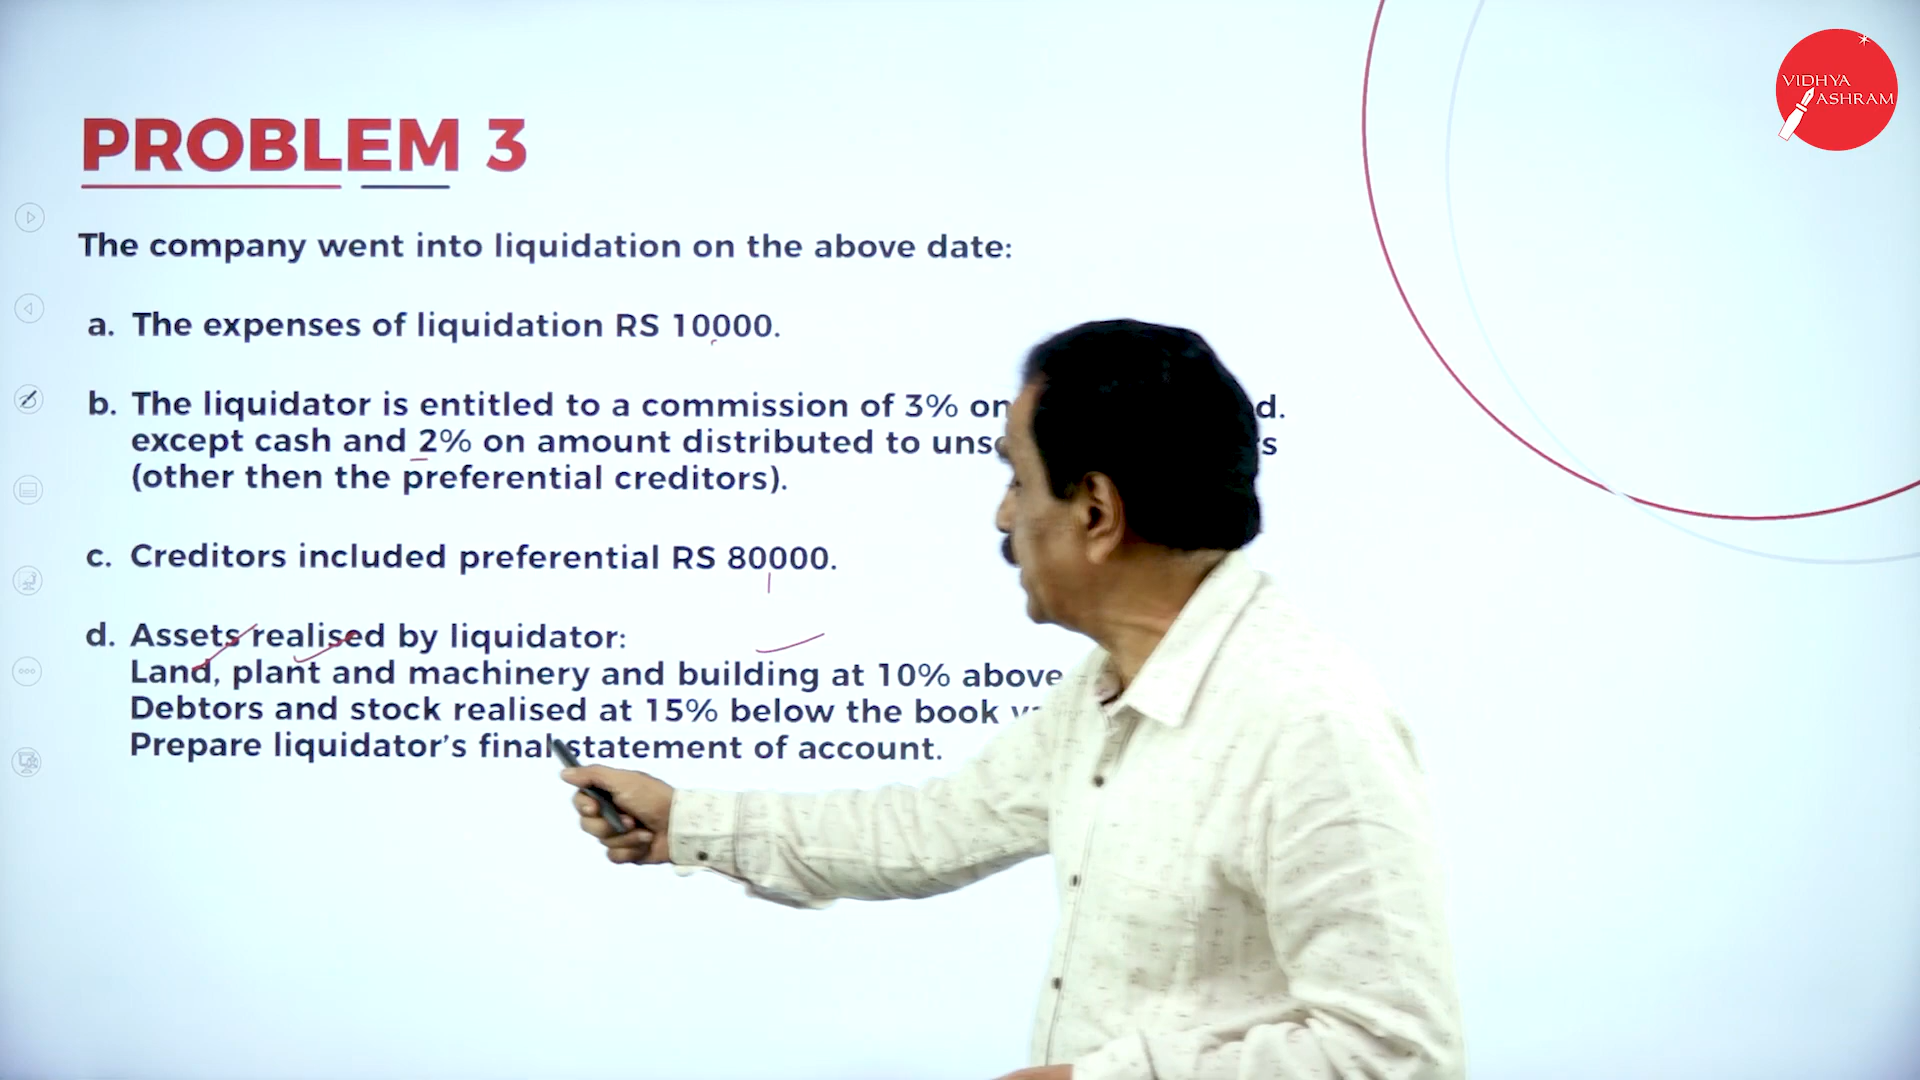 VIDHYA
ASHRAM
PROBLEM 3
The company went into liquidation on the above date:
a. The expenses of liquidation RS 10000.
b. The liquidator is entitled to a commission of 3% on d.
except cash and 2% on amount distributed to s
(other then the preferential creditors).
c. Creditors included preferential RS 80000.
d. Assets realised by liquidator:
Land, plant and machinery and building at 10% above
Debtors and stock realised at 15% below the book
Prepare liquidator's final statement of account.